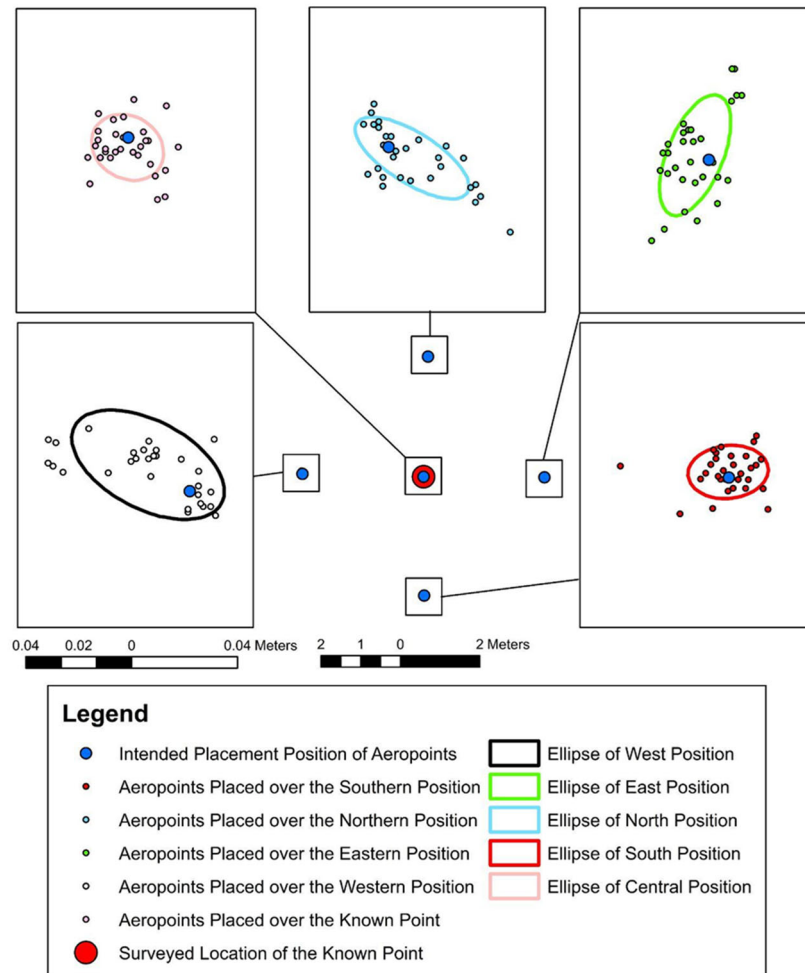 0.04 0.02 0 0.04 Meters
2 1 0 2 Meters
Legend
Intended Placement Position of Aeropoints
Aeropoints Placed over the Southern Position
Aeropoints Placed over the Northern Position
Aeropoints Placed over the Eastern Position
Aeropoints Placed over the Western Position
Aeropoints Placed over the Known Point
Surveyed Location of the Known Point
Ellipse of West Position
Ellipse of East Position
Ellipse of North Position
Ellipse of South Position
Ellipse of Central Position